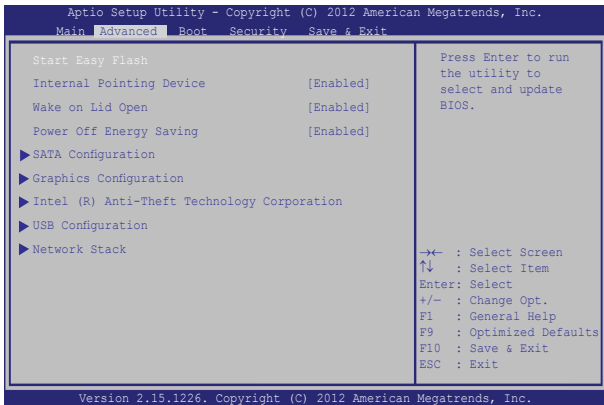 Aptio Setup Utility - Copyright (C) 2012 American Megatrends, Inc.
Main Advanced Boot Security Save & Exit
Start Easy Flash
Internal Pointing Device [Enabled]
Wake on Lid Open [Enabled]
Power Off Energy Saving [Enabled]
▶ SATA Configuration
▶ Graphics Configuration
▶ Intel (R) Anti-Theft Technology Corporation
▶ USB Configuration
▶ Network Stack
Press Enter to run
the utility to
select and update
BIOS.
→← : Select Screen
↑↓ : Select Item
Enter: Select
+/— : Change Opt.
F1 : General Help
F9 : Optimized Defaults
F10 : Save & Exit
ESC : Exit
Version 2.15.1226. Copyright (C) 2012 American Megatrends, Inc.